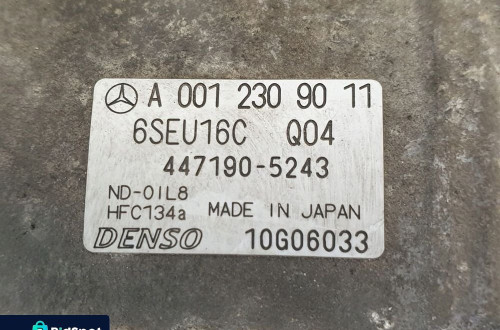 A 001 230 90 11
6SEU16C Q04
447190-5243
ND-OIL8
HFC134a MADE IN JAPAN
DENSO 10G06033